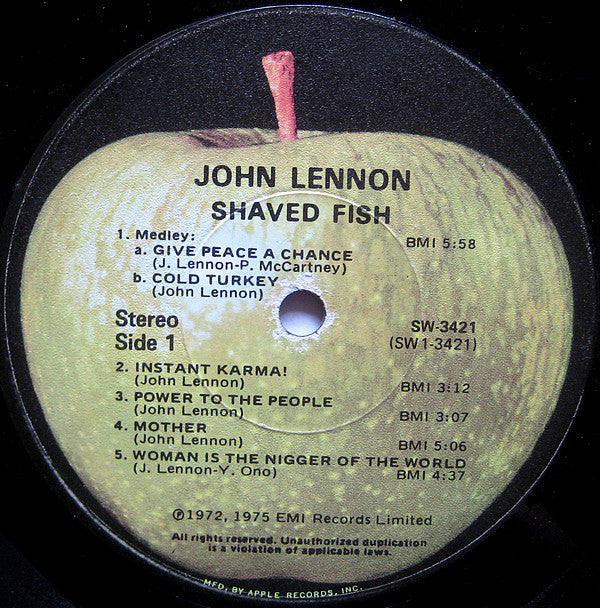 JOHN LENNON
SHAVED FISH
1. Medley: BMI 5:58
a. GIVE PEACE A CHANCE
(J. Lennon-P. McCartney)
b. COLD TURKEY
(John Lennon)
Stereo SW-3421
Side 1 (SW1-3421)
2. INSTANT KARMA!
(John Lennon) BMI 3:12
3. POWER TO THE PEOPLE
(John Lennon) BMI 3:07
4. MOTHER
(John Lennon) BMI 5:06
5. WOMAN IS THE NIGGER OF THE WORLD
(J. Lennon-Y. Ono) BMI 4:37
℗1972, 1975 EMI Records Limited
All rights reserved. Unauthorized duplication
is a violation of applicable laws.
MFD. BY APPLE RECORDS, INC.